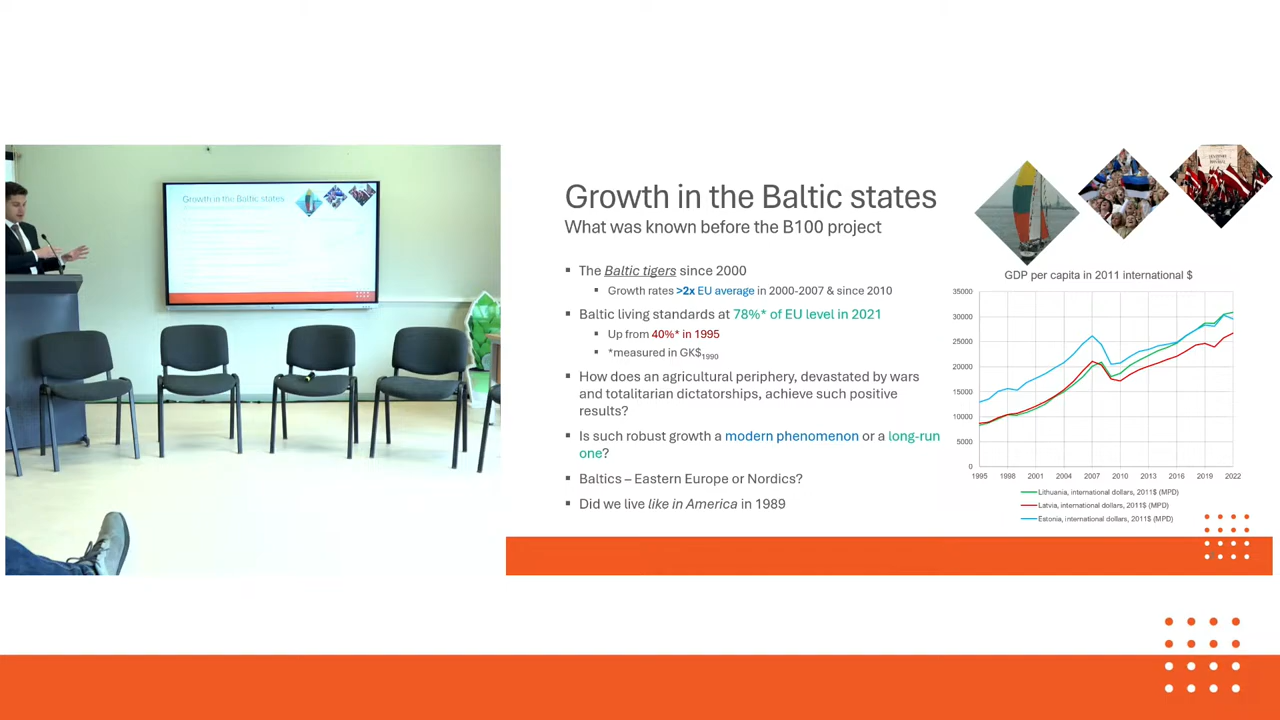 Growth in the Baltic states
Growth in the Baltic states
What was known before the B100 project
The Baltic tigers since 2000
Growth rates >2x EU average in 2000-2007 & since 2010
Baltic living standards at 78%* of EU level in 2021
Up from 40%* in 1995
*measured in GK$1990
How does an agricultural periphery, devastated by wars
and totalitarian dictatorships, achieve such positive
results?
Is such robust growth a modern phenomenon or a long-run
one?
Baltics – Eastern Europe or Nordics?
Did we live like in America in 1989
GDP per capita in 2011 international $
35000
30000
25000
20000
15000
10000
5000
0
1995 1998 2001 2004 2007 2010 2013 2016 2019 2022
Lithuania, international dollars, 2011$ (MPD)
Latvia, international dollars, 2011$ (MPD)
Estonia, international dollars, 2011$ (MPD)